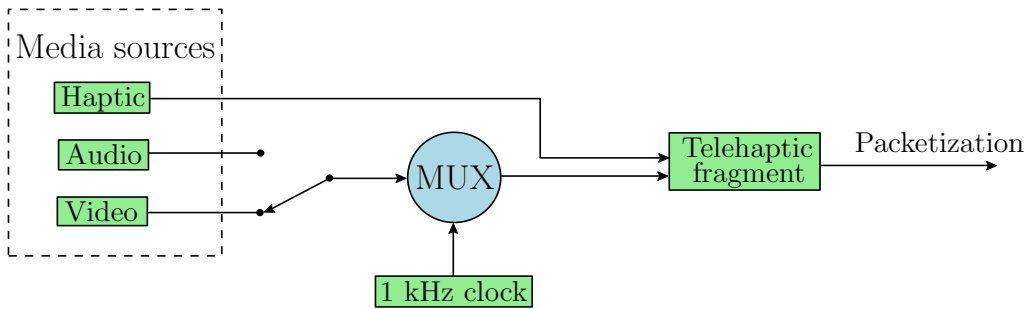 Media sources
Haptic
Audio
Video
MUX
1 kHz clock
Telehaptic
fragment
Packetization